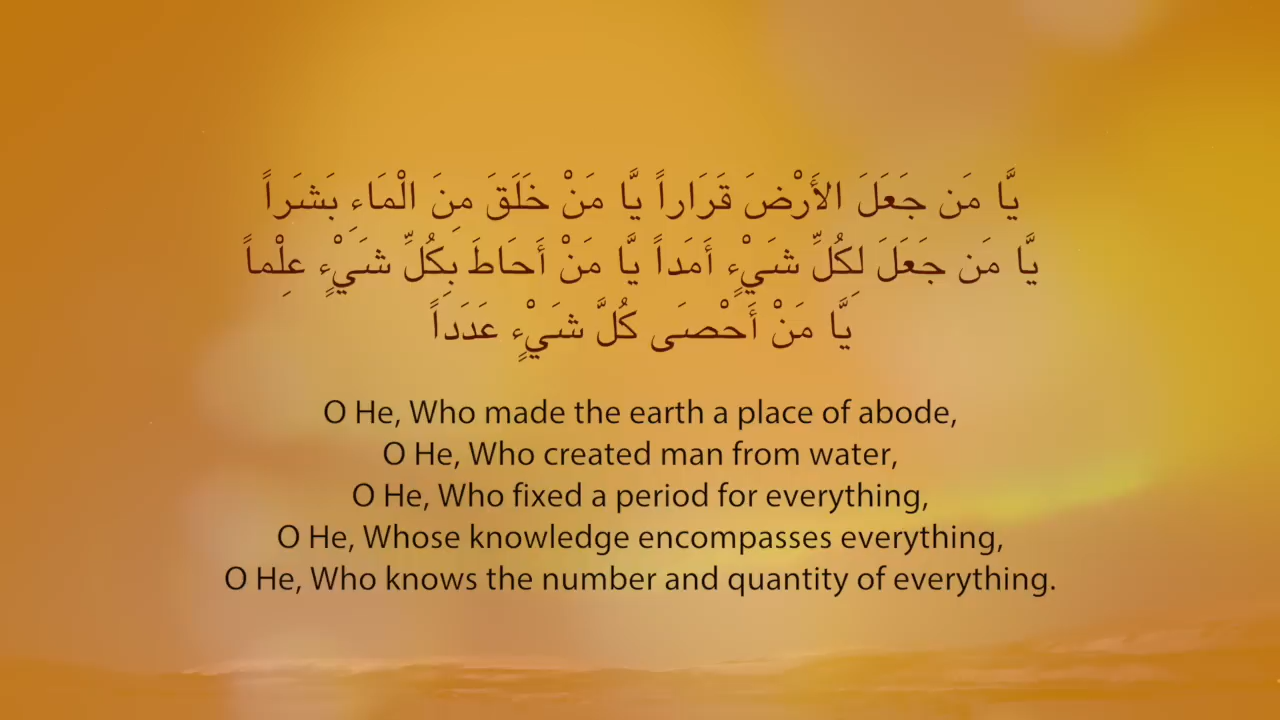 يَّا مَن جَعَلَ الأَرْضَ قَرَاراً يَّا مَنْ خَلَقَ مِنَ الْمَاءِ بَشَراً
يَّا مَن جَعَلَ لِكُلِّ شَيْءٍ أَمَداً يَّا مَنْ أَحَاطَ بِكُلِّ شَيْءٍ عِلْماً
يَّا مَنْ أَحْصَى كُلَّ شَيْءٍ عَدَدَاً
O He, Who made the earth a place of abode,
O He, Who created man from water,
O He, Who fixed a period for everything,
O He, Whose knowledge encompasses everything,
O He, Who knows the number and quantity of everything.